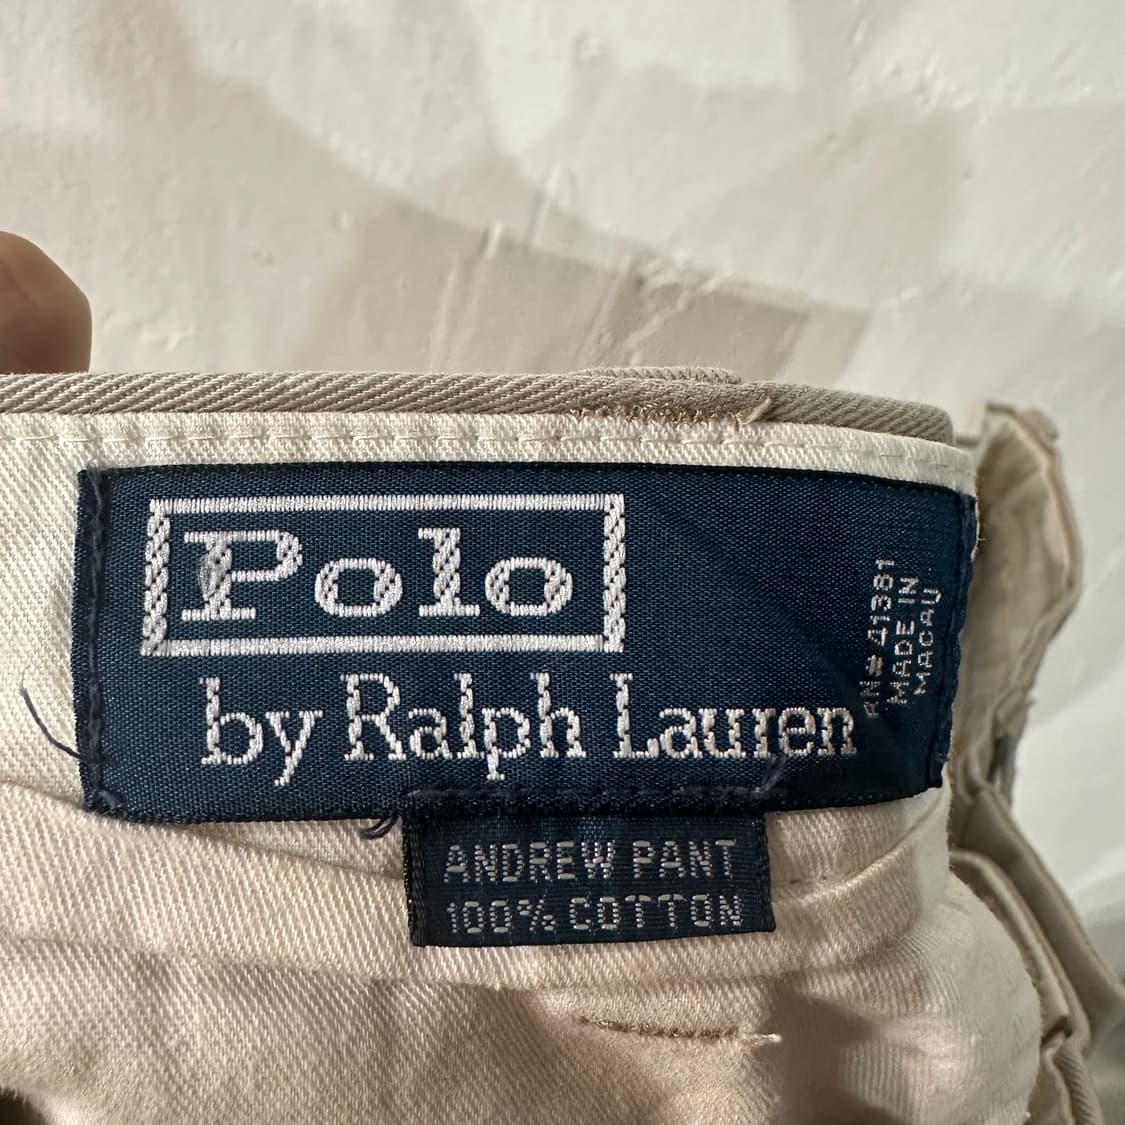 Polo
by Ralph Lauren
RN# 41381
MADE IN
MACAU
ANDREW PANT
100% COTTON